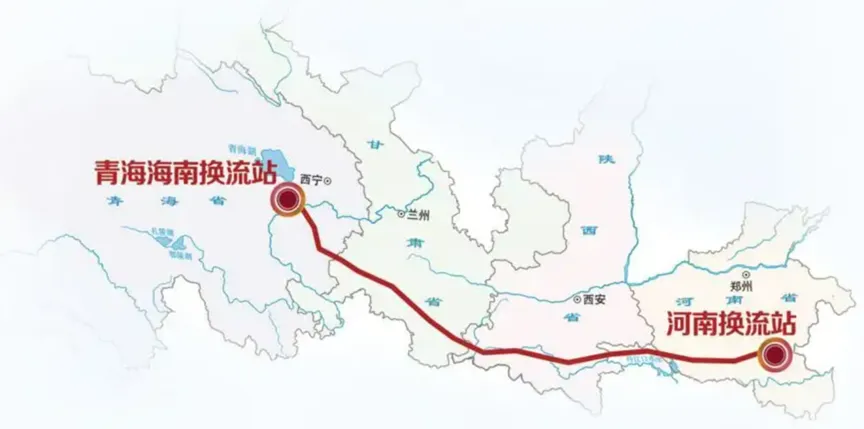 青海湖
甘
陕
青海海南换流站
西宁
青海省
兰州
扎陵湖
鄂陵湖
肃
西
郑州
省
西安
河南省
省
河南换流站
丹江口水库